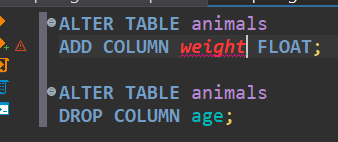 ALTER TABLE animals
ADD COLUMN weight FLOAT;
ALTER TABLE animals
DROP COLUMN age;